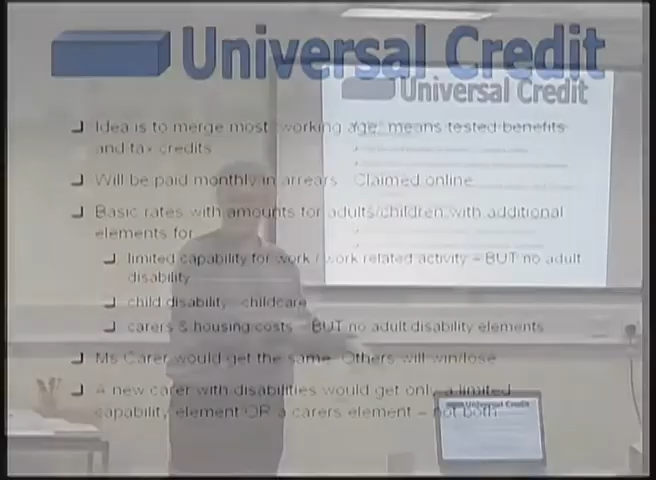 Universal Credit
Universal Credit
Idea is to merge most "working age" means tested benefits
and tax credits
Will be paid monthly in arrears Claimed online
Basic rates with amounts for adults/children with additional
elements for
limited capability for work / work related activity – BUT no adult
disability
child disability childcare
carers & housing costs – BUT no adult disability elements
Ms Carer would get the same Others will win/lose
A new carer with disabilities would get only a limited
capability element OR a carers element – not both
Universal Credit